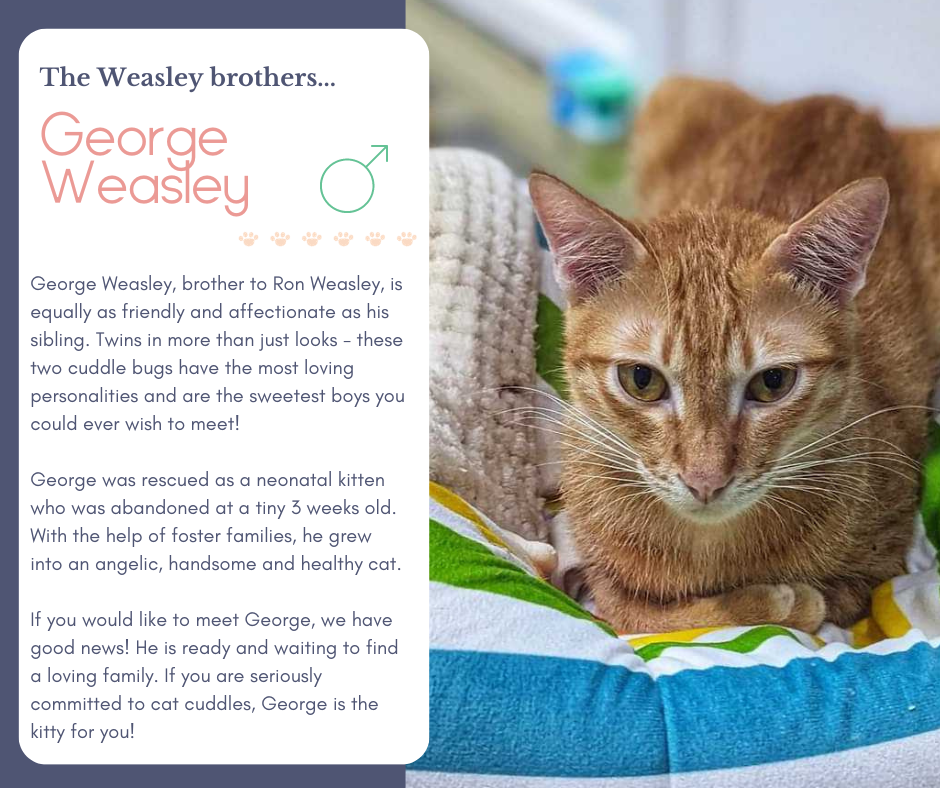 The Weasley brothers...
George
Weasley
George Weasley, brother to Ron Weasley, is
equally as friendly and affectionate as his
sibling. Twins in more than just looks - these
two cuddle bugs have the most loving
personalities and are the sweetest boys you
could ever wish to meet!
George was rescued as a neonatal kitten
who was abandoned at a tiny 3 weeks old.
With the help of foster families, he grew
into an angelic, handsome and healthy cat.
If you would like to meet George, we have
good news! He is ready and waiting to find
a loving family. If you are seriously
committed to cat cuddles, George is the
kitty for you!